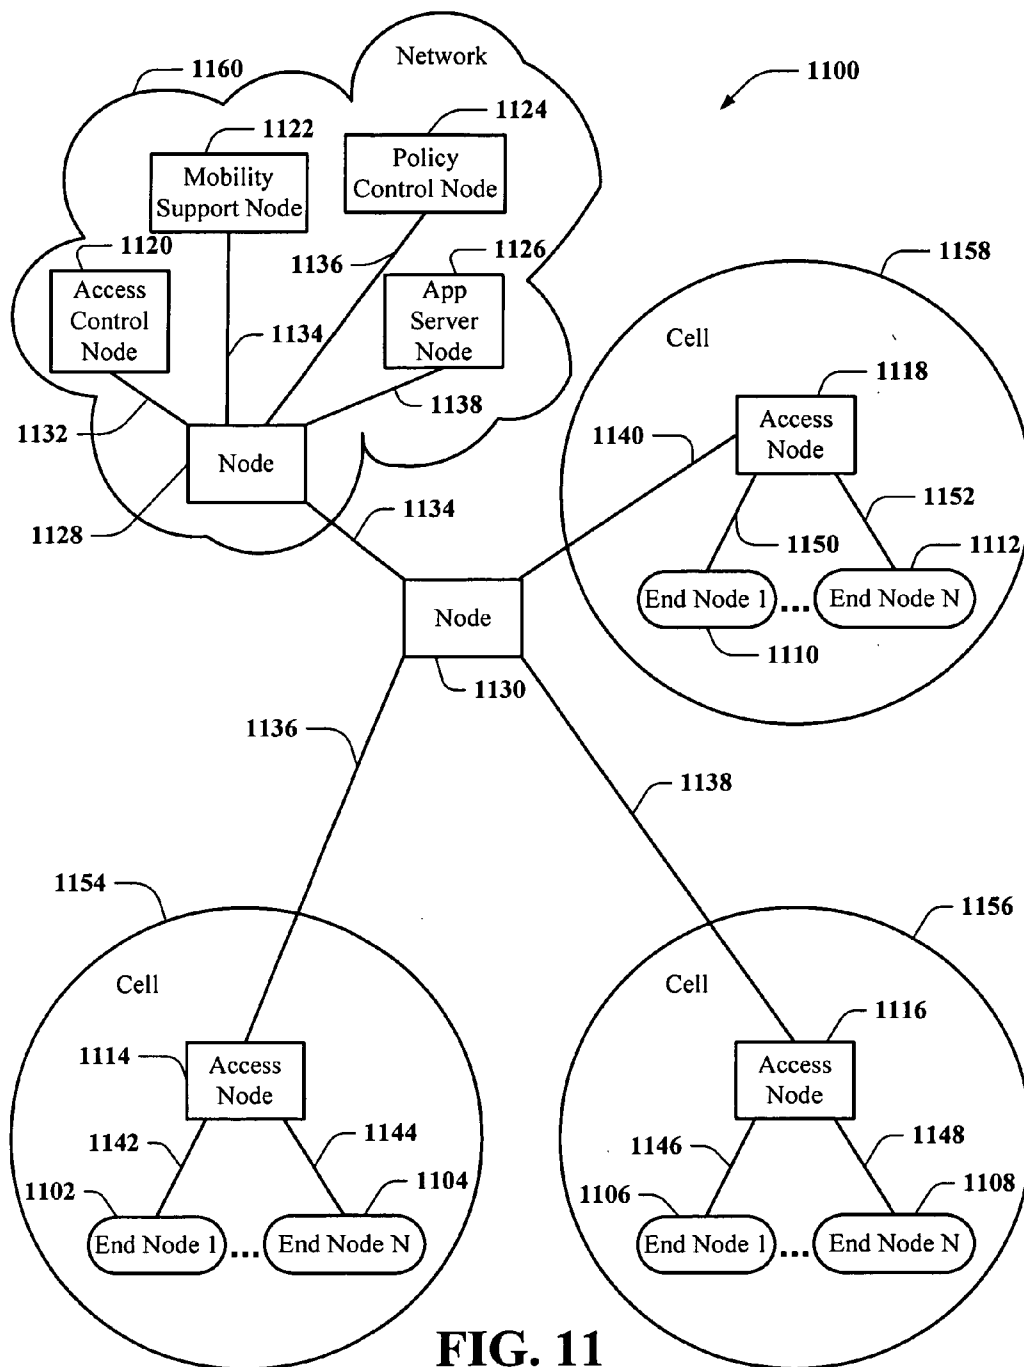 Network
1160
1100
1124
1122
Policy
Control Node
Mobility
Support Node
1120
1136
1126
1158
Access
Control
Node
App
Server
Node
1134
Cell
1118
1138
1132
1140
Access
Node
Node
1134
1152
1128
1150
1112
End Node 1
...
End Node N
Node
1110
1130
1136
1138
1154
1156
Cell
Cell
1116
1114
Access
Node
Access
Node
1142
1144
1146
1148
1102
1104
1106
1108
End Node 1
...
End Node N
End Node 1
...
End Node N
FIG. 11